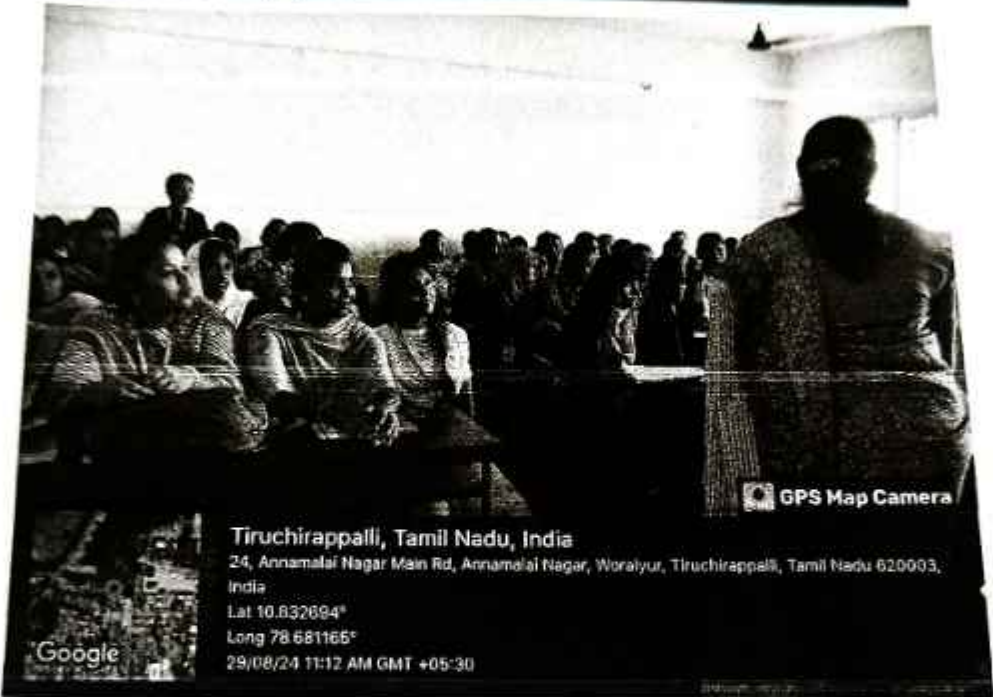 GPS Map Camera
Tiruchirappalli, Tamil Nadu, India
24, Annamalai Nagar Main Rd, Annamalai Nagar, Woraiyur, Tiruchirappalli, Tamil Nadu 620003,
India
Lat 10.832694°
Long 78.681165°
29/08/24 11:12 AM GMT +05:30
Google